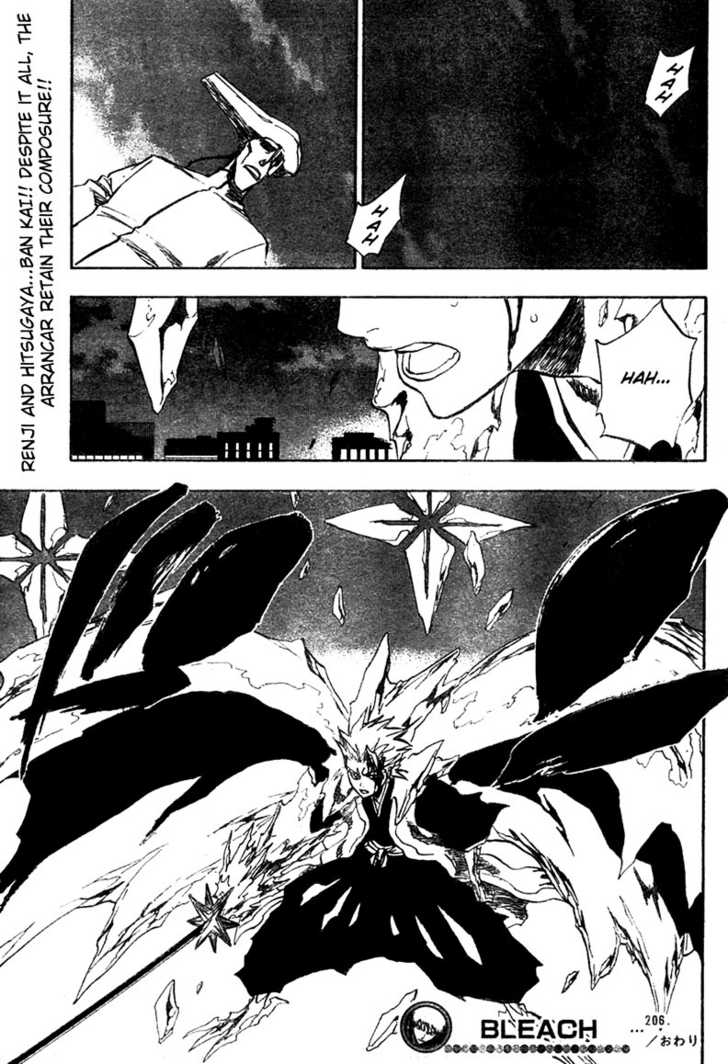 HAH
HAH
HAH...
RENJI AND HITSUGAYA...BAN KAI!! DESPITE IT ALL, THE
ARRANCAR RETAIN THEIR COMPOSURE!!
BLEACH
...
206.
/おわり